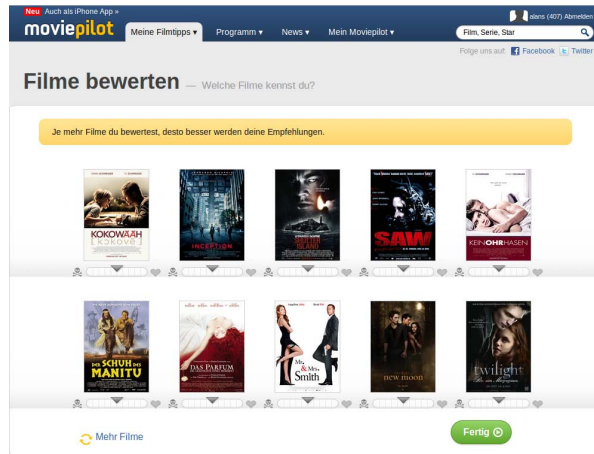 Neu Auch als iPhone App »
moviepilot
Meine Filmtipps ▾ Programm ▾ News ▾ Mein Moviepilot ▾
alans (407) Abmelden
Film, Serie, Star
Folge uns auf: Facebook Twitter
Filme bewerten — Welche Filme kennst du?
Je mehr Filme du bewertest, desto besser werden deine Empfehlungen.
KOKOWÄÄH
[kɔkovɛ]
INCEPTION
SHUTTER
ISLAND
SAW
KEINOHRHASEN
DER SCHUH DES
MANITU
DAS PARFUM
Mr.
& Mrs.
Smith
new moon
twilight
Mehr Filme
Fertig